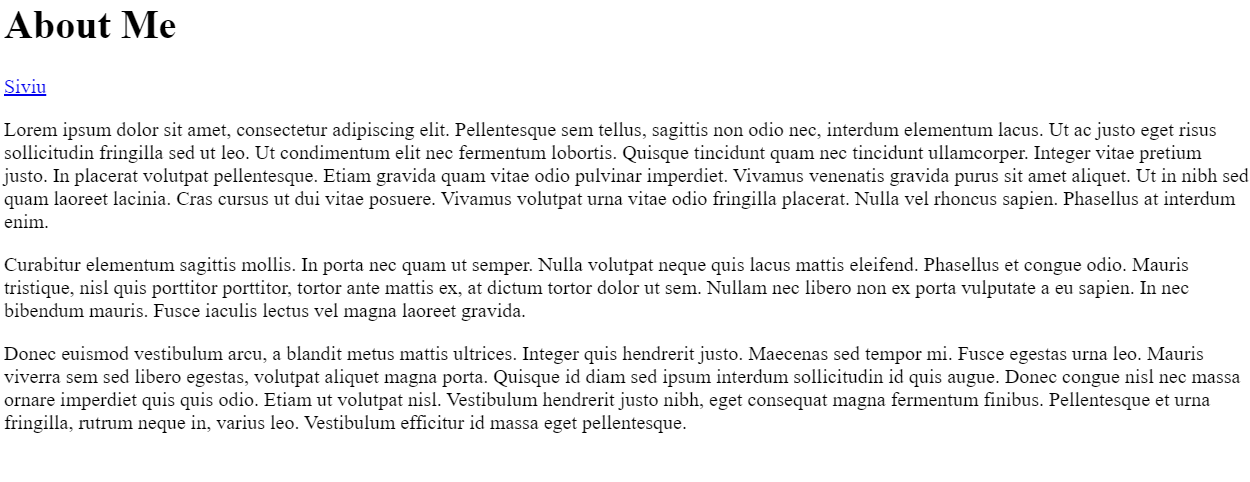 About Me
Siviu
Lorem ipsum dolor sit amet, consectetur adipiscing elit. Pellentesque sem tellus, sagittis non odio nec, interdum elementum lacus. Ut ac justo eget risus
sollicitudin fringilla sed ut leo. Ut condimentum elit nec fermentum lobortis. Quisque tincidunt quam nec tincidunt ullamcorper. Integer vitae pretium
justo. In placerat volutpat pellentesque. Etiam gravida quam vitae odio pulvinar imperdiet. Vivamus venenatis gravida purus sit amet aliquet. Ut in nibh sed
quam laoreet lacinia. Cras cursus ut dui vitae posuere. Vivamus volutpat urna vitae odio fringilla placerat. Nulla vel rhoncus sapien. Phasellus at interdum
enim.
Curabitur elementum sagittis mollis. In porta nec quam ut semper. Nulla volutpat neque quis lacus mattis eleifend. Phasellus et congue odio. Mauris
tristique, nisl quis porttitor porttitor, tortor ante mattis ex, at dictum tortor dolor ut sem. Nullam nec libero non ex porta vulputate a eu sapien. In nec
bibendum mauris. Fusce iaculis lectus vel magna laoreet gravida.
Donec euismod vestibulum arcu, a blandit metus mattis ultrices. Integer quis hendrerit justo. Maecenas sed tempor mi. Fusce egestas urna leo. Mauris
viverra sem sed libero egestas, volutpat aliquet magna porta. Quisque id diam sed ipsum interdum sollicitudin id quis augue. Donec congue nisl nec massa
ornare imperdiet quis quis odio. Etiam ut volutpat nisl. Vestibulum hendrerit justo nibh, eget consequat magna fermentum finibus. Pellentesque et urna
fringilla, rutrum neque in, varius leo. Vestibulum efficitur id massa eget pellentesque.